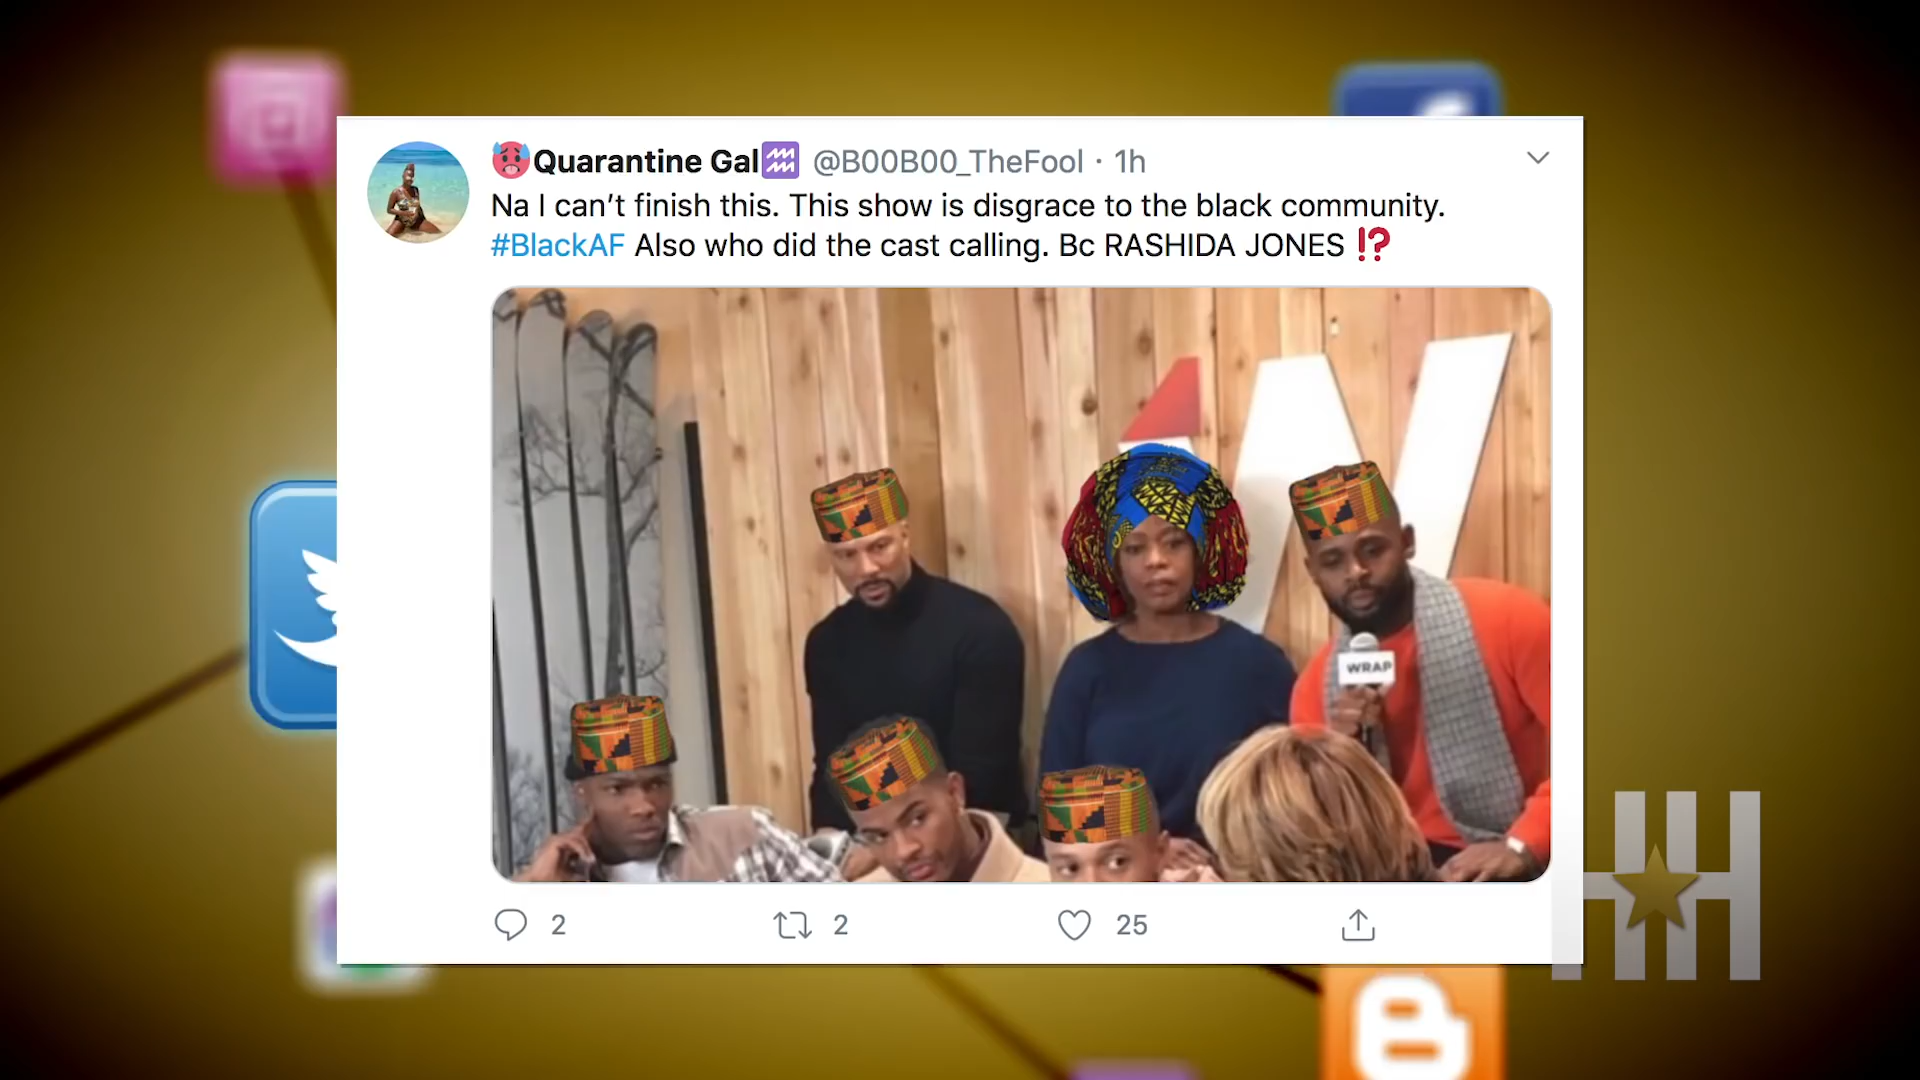 🥵Quarantine Gal♒ @B00B00_TheFool · 1h
Na I can’t finish this. This show is disgrace to the black community.
#BlackAF Also who did the cast calling. Bc RASHIDA JONES ⁉️
W
WRAP
2 2 25
H